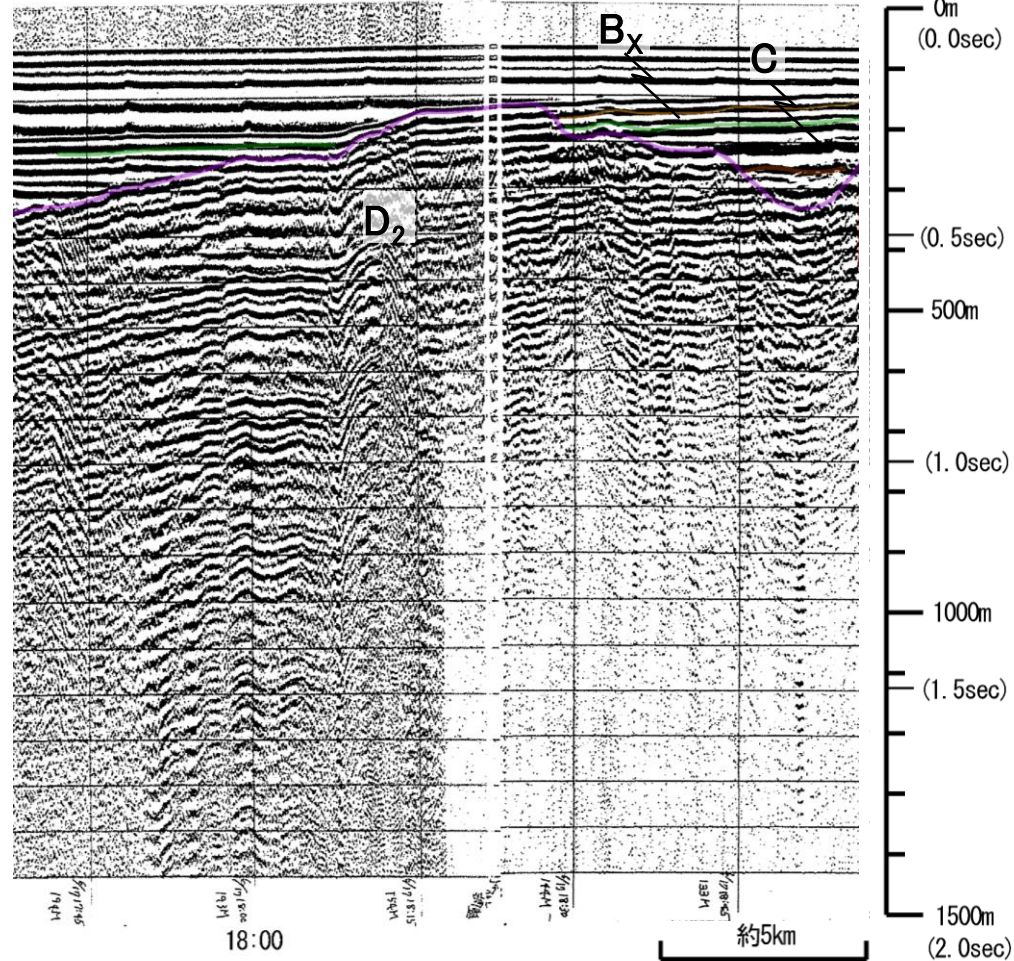 0m
(0.0sec)
BX
C
D2
(0.5sec)
500m
(1.0sec)
1000m
(1.5sec)
1500m
(2.0sec)
18:00
約5km